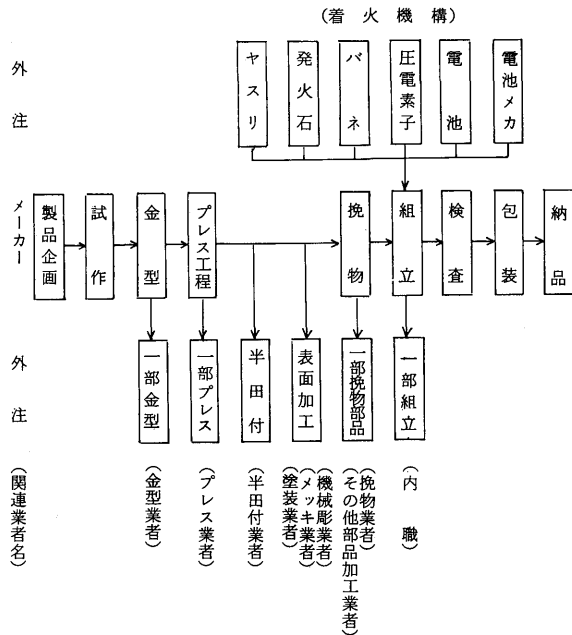 (着火機構)
外注
ヤスリ
発火石
バネ
圧電素子
電池
電池メカ
メーカー
製品企画
試作
金型
プレス工程
挽物
組立
検査
包装
納品
外注
一部金型
一部プレス
半田付
表面加工
一部挽物部品
一部組立
(関連業者名)
(金型業者)
(プレス業者)
(半田付業者)
(機械彫業者)
(メッキ業者)
(塗装業者)
(挽物業者)
(その他部品加工業者)
(内職)